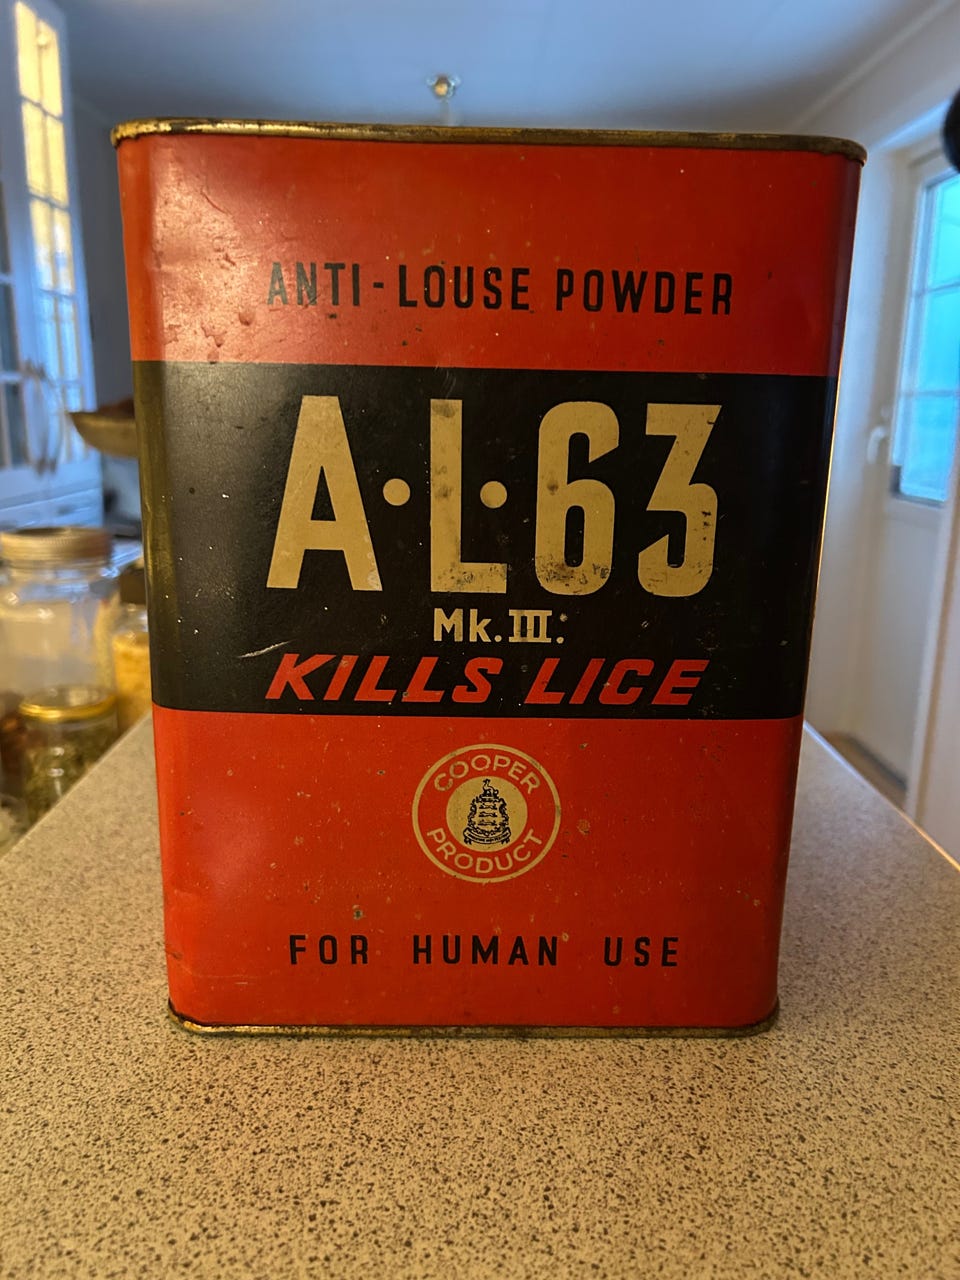 ANTI-LOUSE POWDER
A·L·63
Mk. III:
KILLS LICE
COOPER
PRODUCT
FOR HUMAN USE